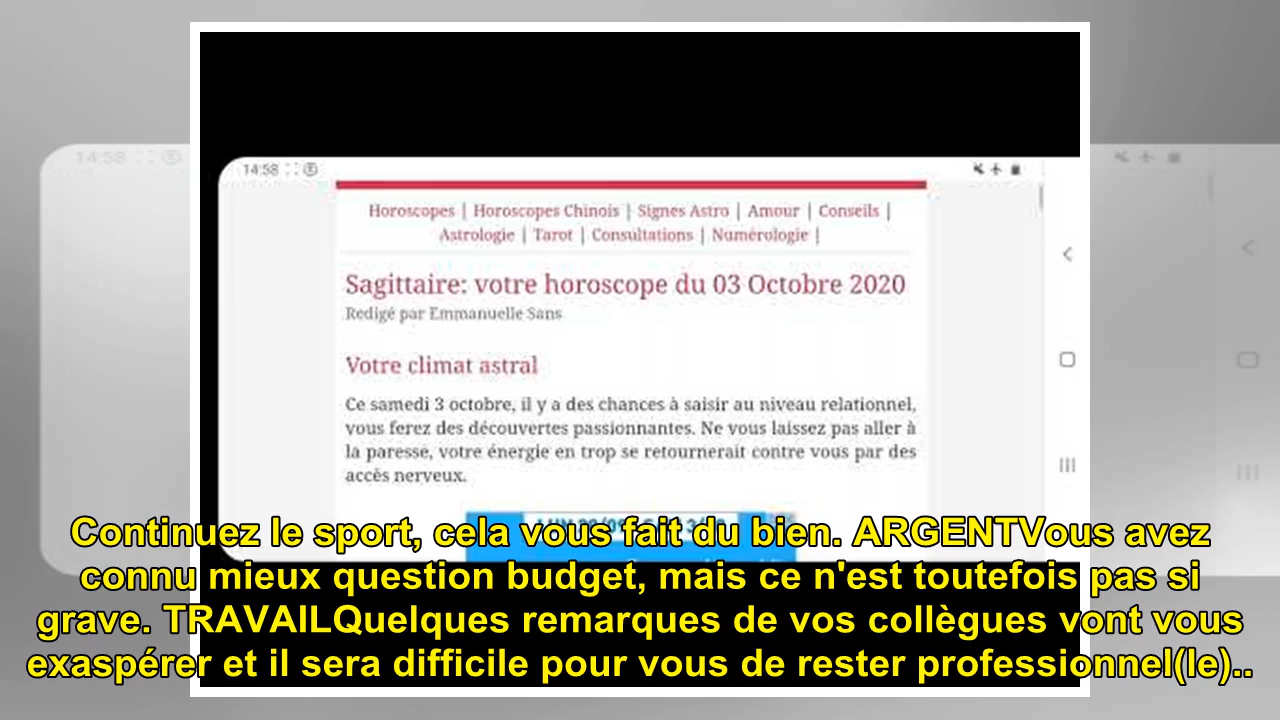 14:58
Horoscopes | Horoscopes Chinois | Signes Astro | Amour | Conseils |
Astrologie | Tarot | Consultations | Numérologie |
Sagittaire: votre horoscope du 03 Octobre 2020
Redigé par Emmanuelle Sans
Votre climat astral
Ce samedi 3 octobre, il y a des chances à saisir au niveau relationnel,
vous ferez des découvertes passionnantes. Ne vous laissez pas aller à
la paresse, votre énergie en trop se retournerait contre vous par des
accès nerveux.
Continuez le sport, cela vous fait du bien. ARGENTVous avez
connu mieux question budget, mais ce n'est toutefois pas si
grave. TRAVAILQuelques remarques de vos collègues vont vous
exaspérer et il sera difficile pour vous de rester professionnel(le)..